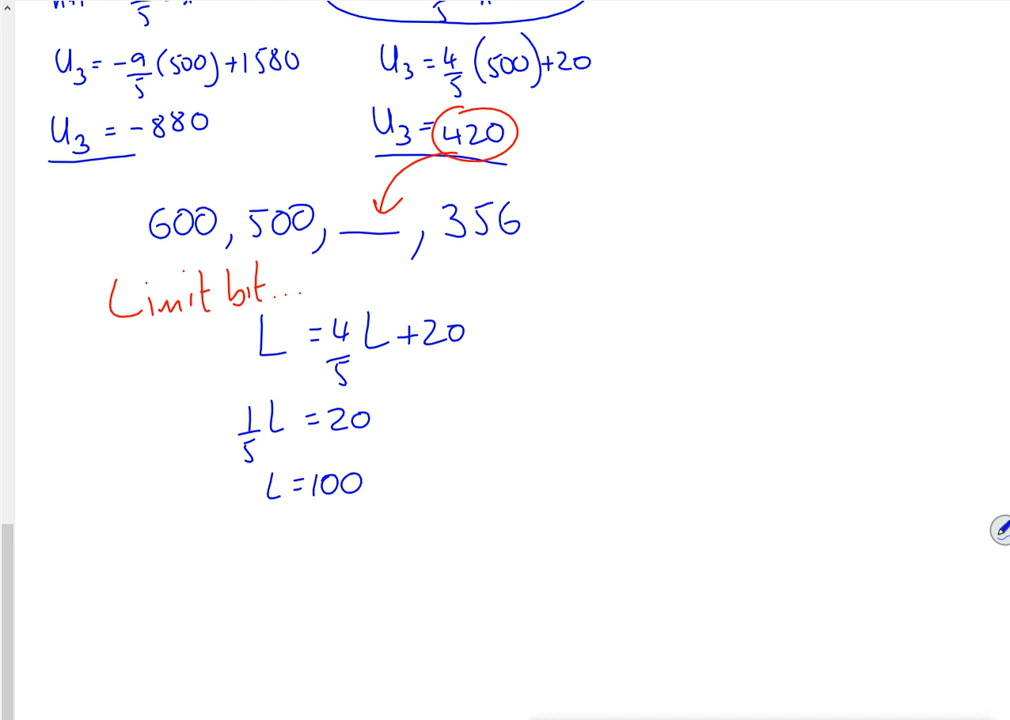 U₃ = -9/5 (500) + 1580
U₃ = 4/5 (500) + 20
U₃ = -880
U₃ = 420
600, 500, __, 356
Limit bit...
L = 4/5 L + 20
1/5 L = 20
L = 100